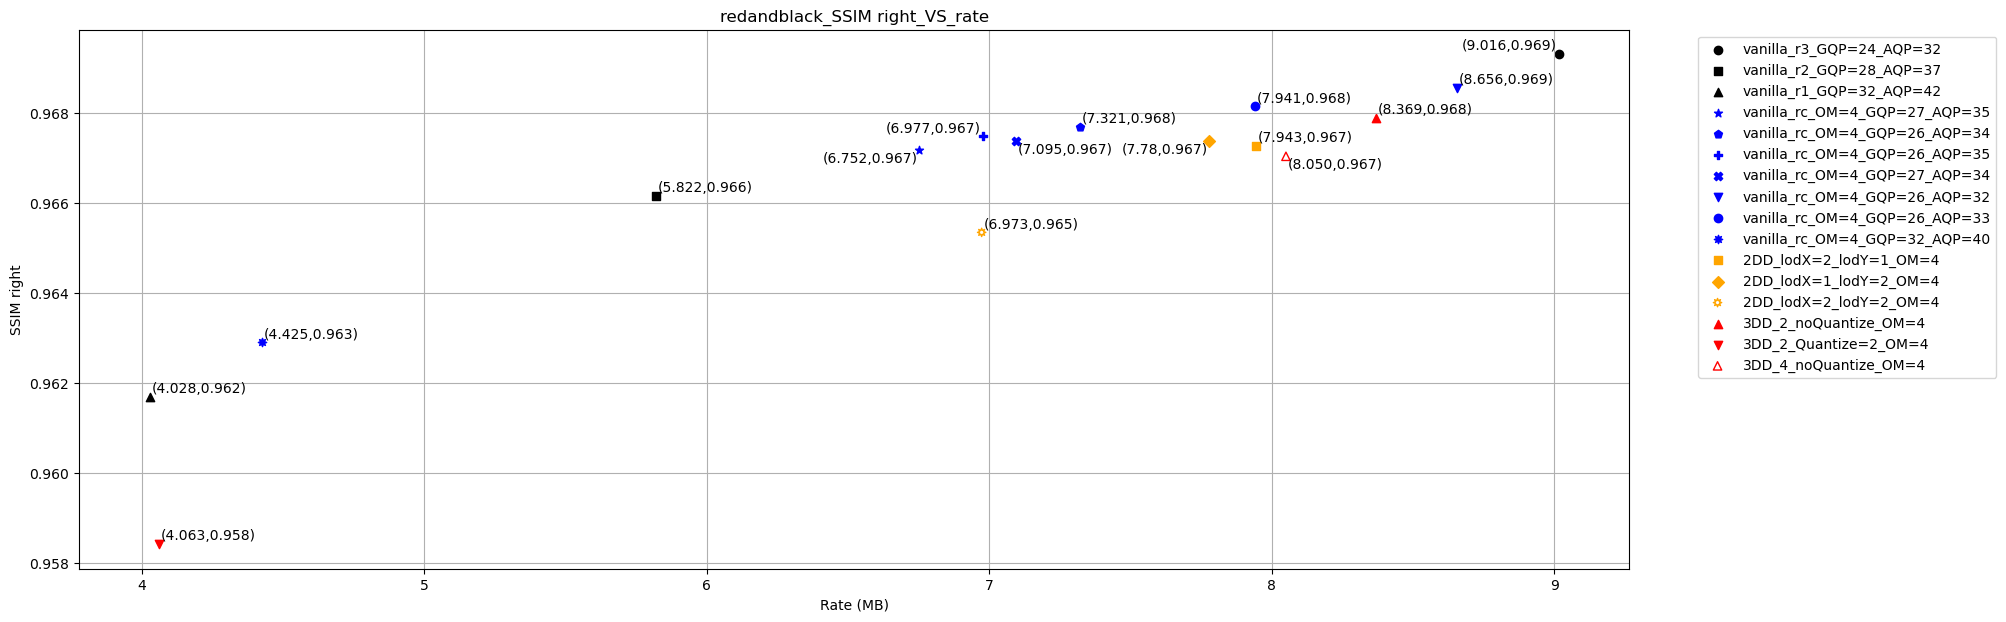 redandblack_SSIM right_VS_rate
(9.016,0.969)
(8.656,0.969)
(7.941,0.968)
(8.369,0.968)
(7.321,0.968)
(6.977,0.967)
(7.943,0.967)
(6.752,0.967)
(7.095,0.967)
(7.78,0.967)
(8.050,0.967)
(5.822,0.966)
(6.973,0.965)
(4.425,0.963)
(4.028,0.962)
(4.063,0.958)
0.968
0.966
0.964
0.962
0.960
0.958
SSIM right
4 5 6 7 8 9
Rate (MB)
vanilla_r3_GQP=24_AQP=32
vanilla_r2_GQP=28_AQP=37
vanilla_r1_GQP=32_AQP=42
vanilla_rc_OM=4_GQP=27_AQP=35
vanilla_rc_OM=4_GQP=26_AQP=34
vanilla_rc_OM=4_GQP=26_AQP=35
vanilla_rc_OM=4_GQP=27_AQP=34
vanilla_rc_OM=4_GQP=26_AQP=32
vanilla_rc_OM=4_GQP=26_AQP=33
vanilla_rc_OM=4_GQP=32_AQP=40
2DD_lodX=2_lodY=1_OM=4
2DD_lodX=1_lodY=2_OM=4
2DD_lodX=2_lodY=2_OM=4
3DD_2_noQuantize_OM=4
3DD_2_Quantize=2_OM=4
3DD_4_noQuantize_OM=4